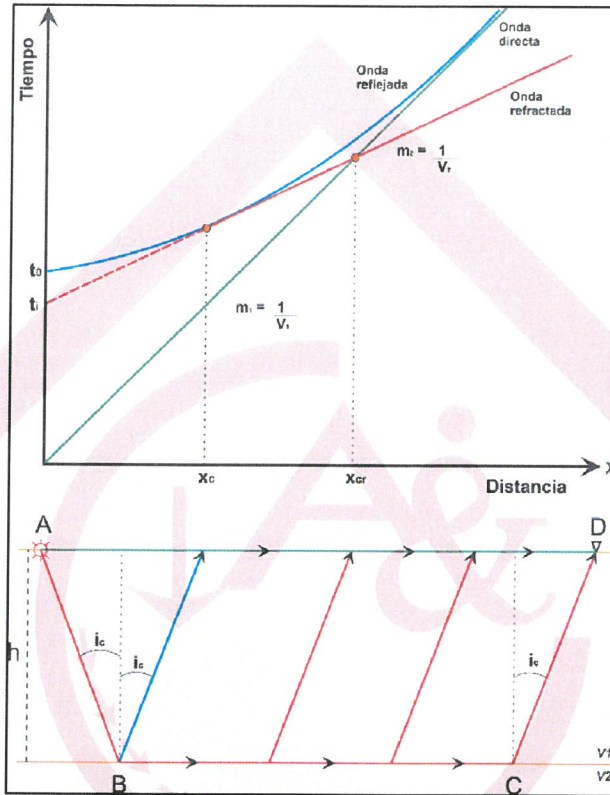 Tiempo
Onda
directa
Onda
reflejada
Onda
refractada
m₂ = 1
Vᵣ
t₀
tᵢ
m₁ = 1
V₁
Xc
Xcr
Distancia
X
A
D
h
ic
ic
ic
V1
V2
B
C
A&